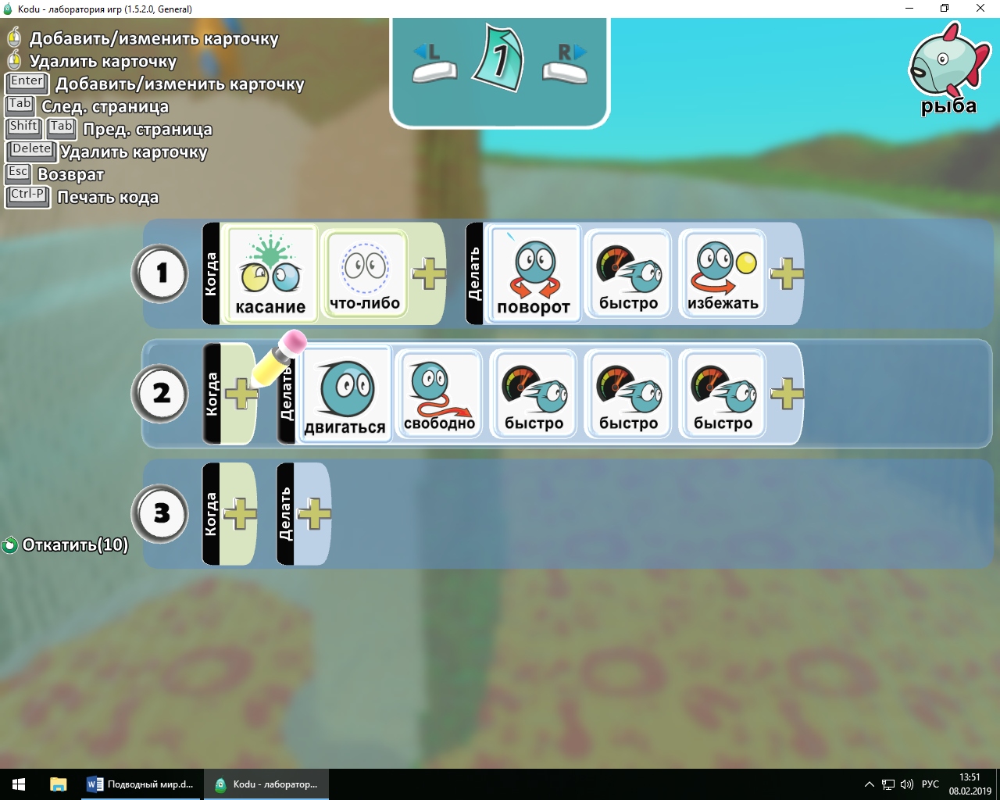 Kodu - лаборатория игр (1.5.2.0, General)
Добавить/изменить карточку
Удалить карточку
Enter Добавить/изменить карточку
Tab След. страница
Shift Tab Пред. страница
Delete Удалить карточку
Esc Возврат
Ctrl-P Печать кода
L 1 R
рыба
1 Когда касание что-либо Делать поворот быстро избежать
2 Когда Делать двигаться свободно быстро быстро быстро
3 Когда Делать
Откатить(10)
Подводный мир.d...
Kodu - лаборатор...
РУС
13:51
08.02.2019